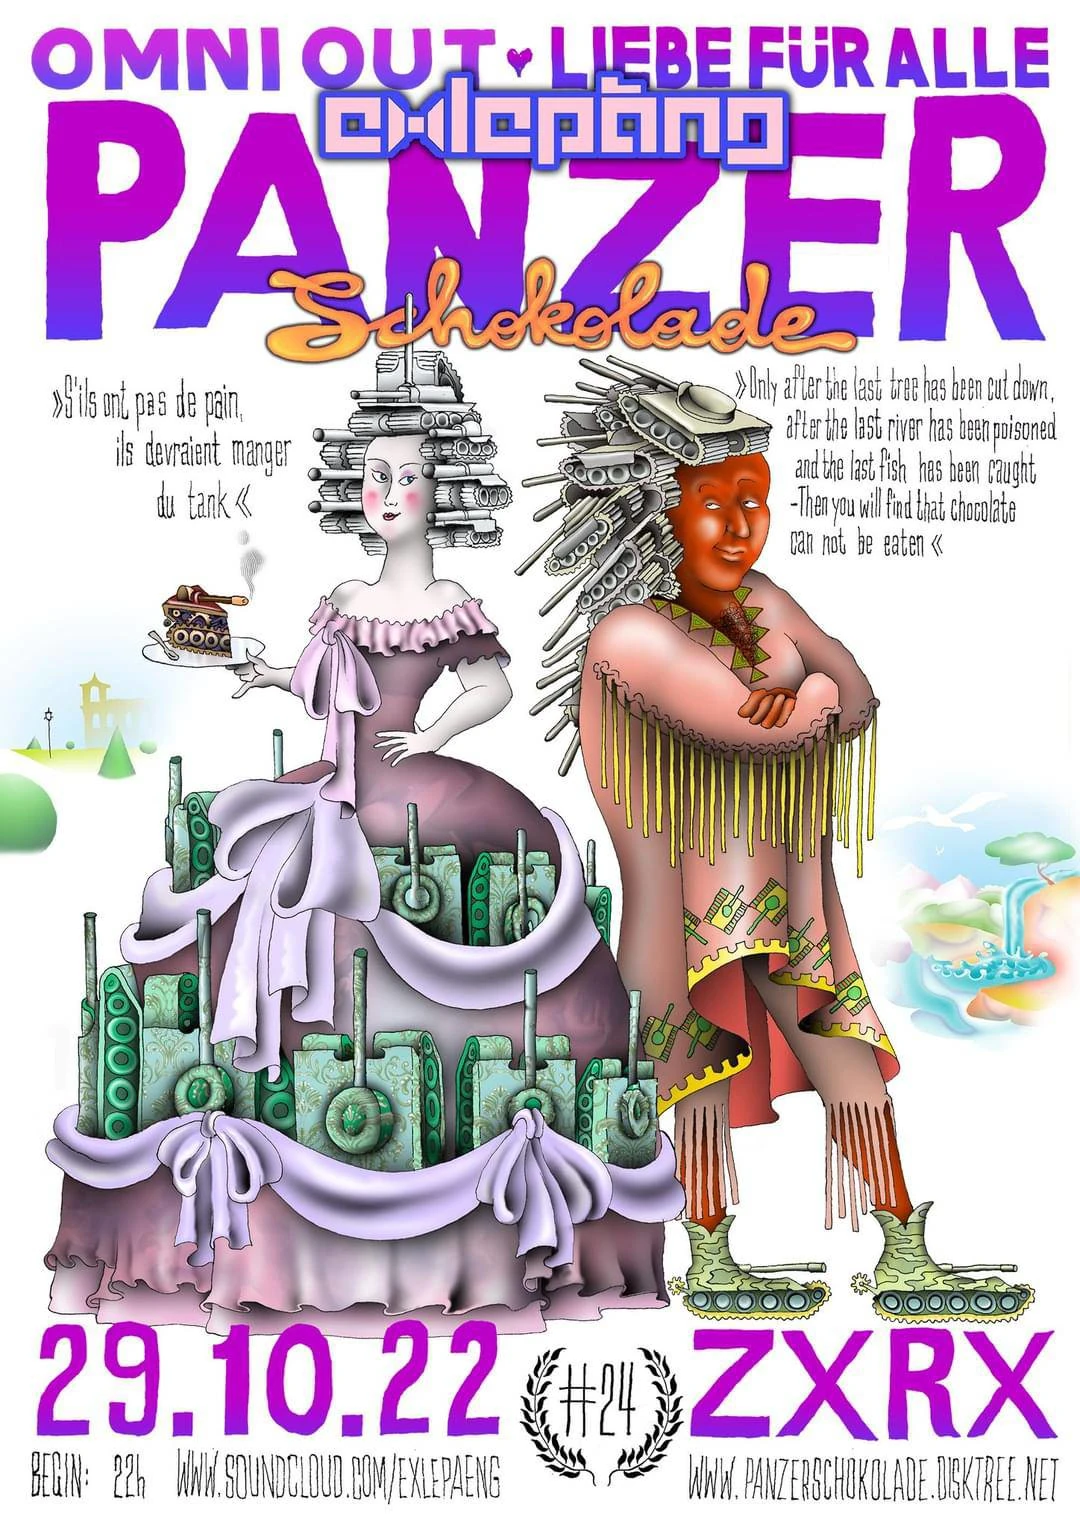 OMNI OUT ♥ LIEBE FÜR ALLE
exlepäng
PANZER
Schokolade
»S'ils ont pas de pain,
ils devraient manger
du tank«
»Only after the last tree has been cut down,
after the last river has been poisoned
and the last fish has been caught
-Then you will find that chocolate
can not be eaten «
29.10.22
#24
ZXRX
BEGIN: 22h
WWW.SOUNDCLOUD.COM/EXLEPAENG
WWW.PANZERSCHOKOLADE.DISKTREE.NET